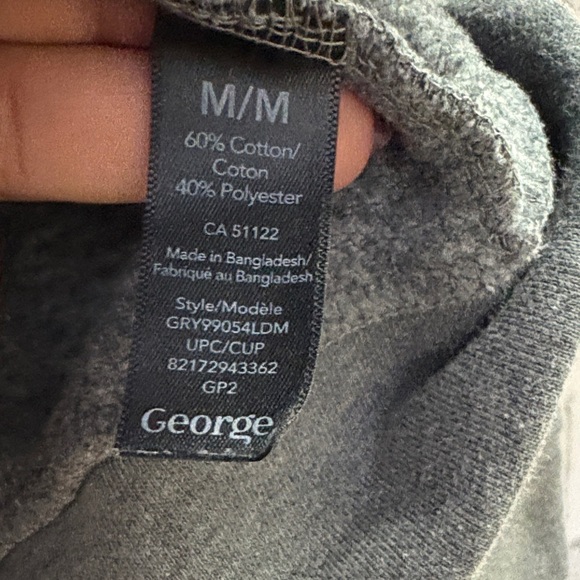 M/M
60% Cotton/
Coton
40% Polyester
CA 51122
Made in Bangladesh/
Fabriqué au Bangladesh
Style/Modèle
GRY99054LDM
UPC/CUP
82172943362
GP2
George